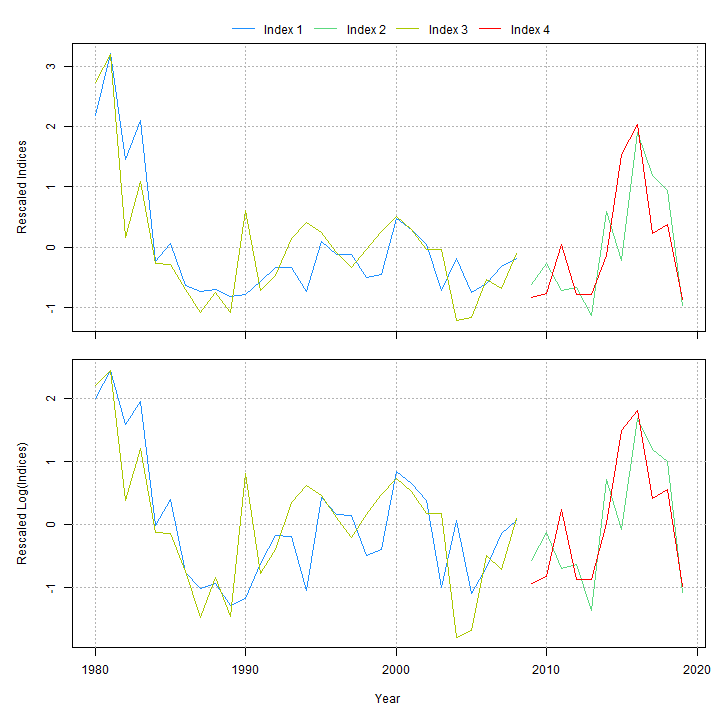 Index 1 Index 2 Index 3 Index 4
Rescaled Indices
3
2
1
0
-1
Rescaled Log(Indices)
2
1
0
-1
1980 1990 2000 2010 2020
Year